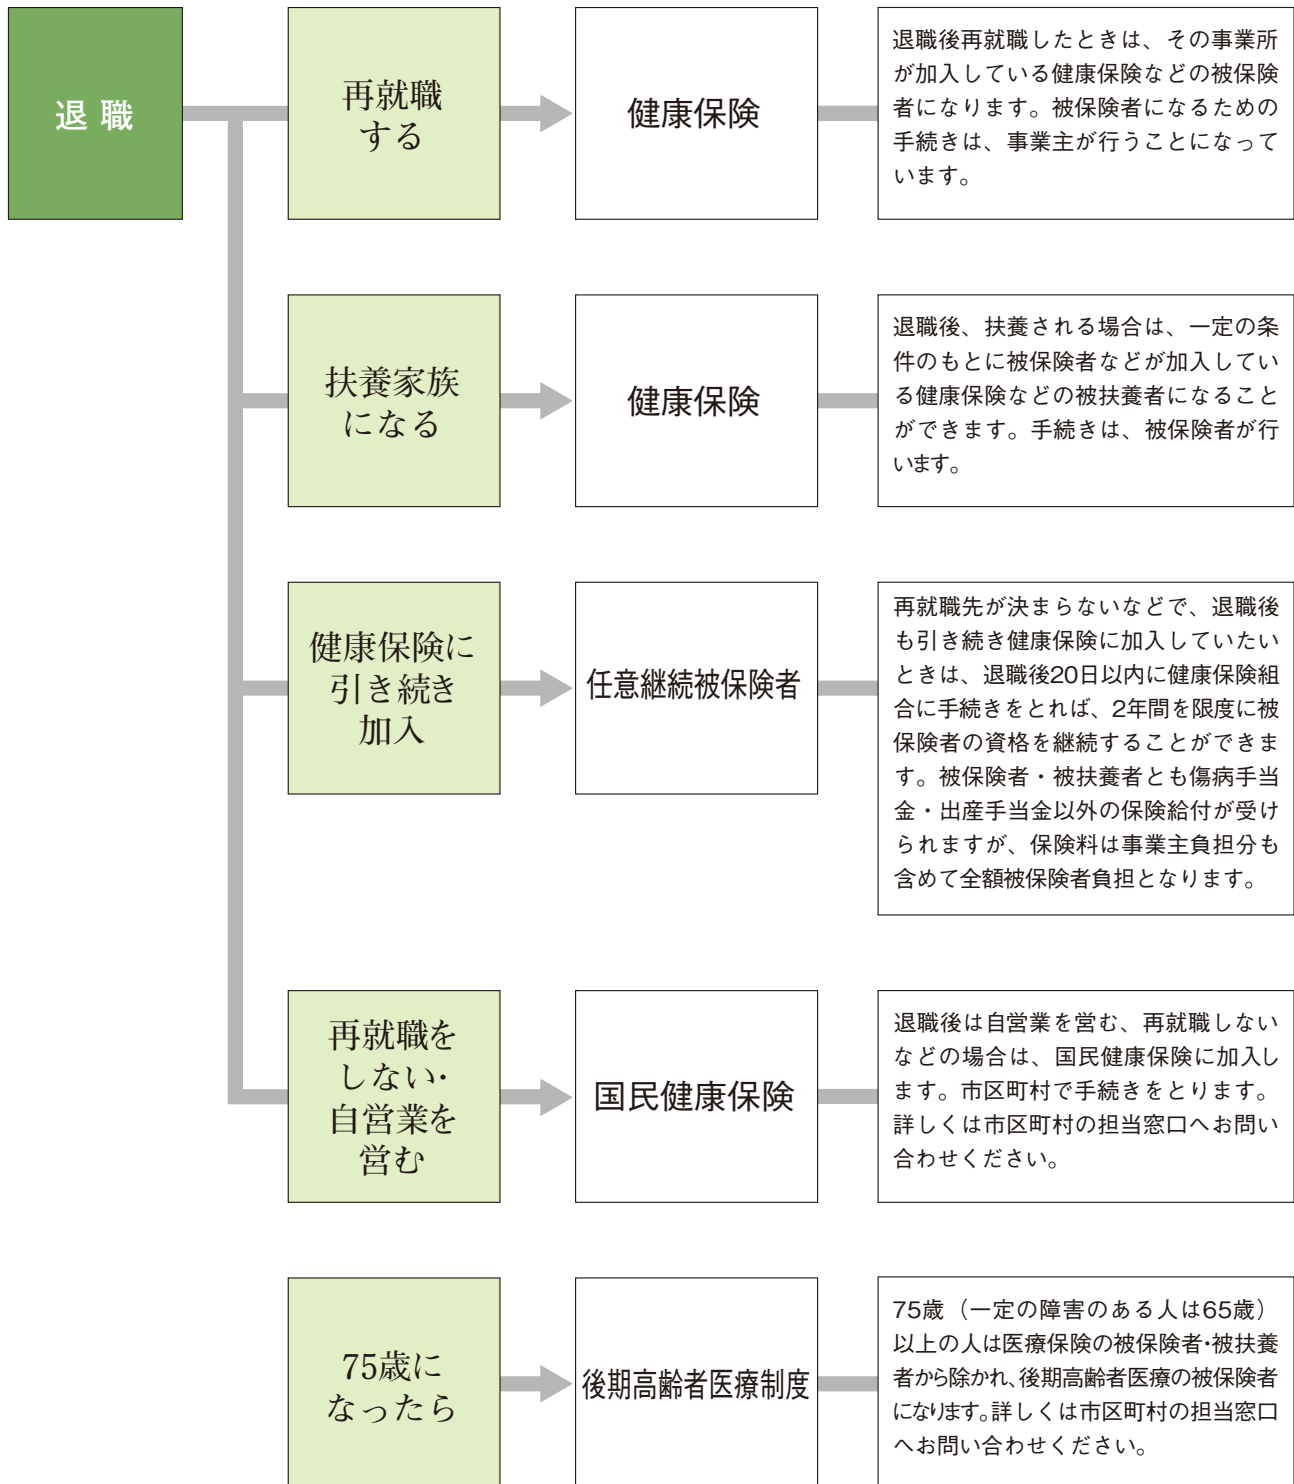 退職
再就職
する
健康保険
退職後再就職したときは、その事業所
が加入している健康保険などの被保険
者になります。被保険者になるための
手続きは、事業主が行うことになって
います。
扶養家族
になる
健康保険
退職後、扶養される場合は、一定の条
件のもとに被保険者などが加入してい
る健康保険などの被扶養者になること
ができます。手続きは、被保険者が行
います。
健康保険に
引き続き
加入
任意継続被保険者
再就職先が決まらないなどで、退職後
も引き続き健康保険に加入していたい
ときは、退職後20日以内に健康保険組
合に手続きをとれば、2年間を限度に被
保険者の資格を継続することができま
す。被保険者・被扶養者とも傷病手当
金・出産手当金以外の保険給付が受け
られますが、保険料は事業主負担分も
含めて全額被保険者負担となります。
再就職を
しない・
自営業を
営む
国民健康保険
退職後は自営業を営む、再就職しない
などの場合は、国民健康保険に加入し
ます。市区町村で手続きをとります。
詳しくは市区町村の担当窓口へお問い
合わせください。
75歳に
なったら
後期高齢者医療制度
75歳（一定の障害のある人は65歳）
以上の人は医療保険の被保険者・被扶養
者から除かれ、後期高齢者医療の被保険者
になります。詳しくは市区町村の担当窓口
へお問い合わせください。